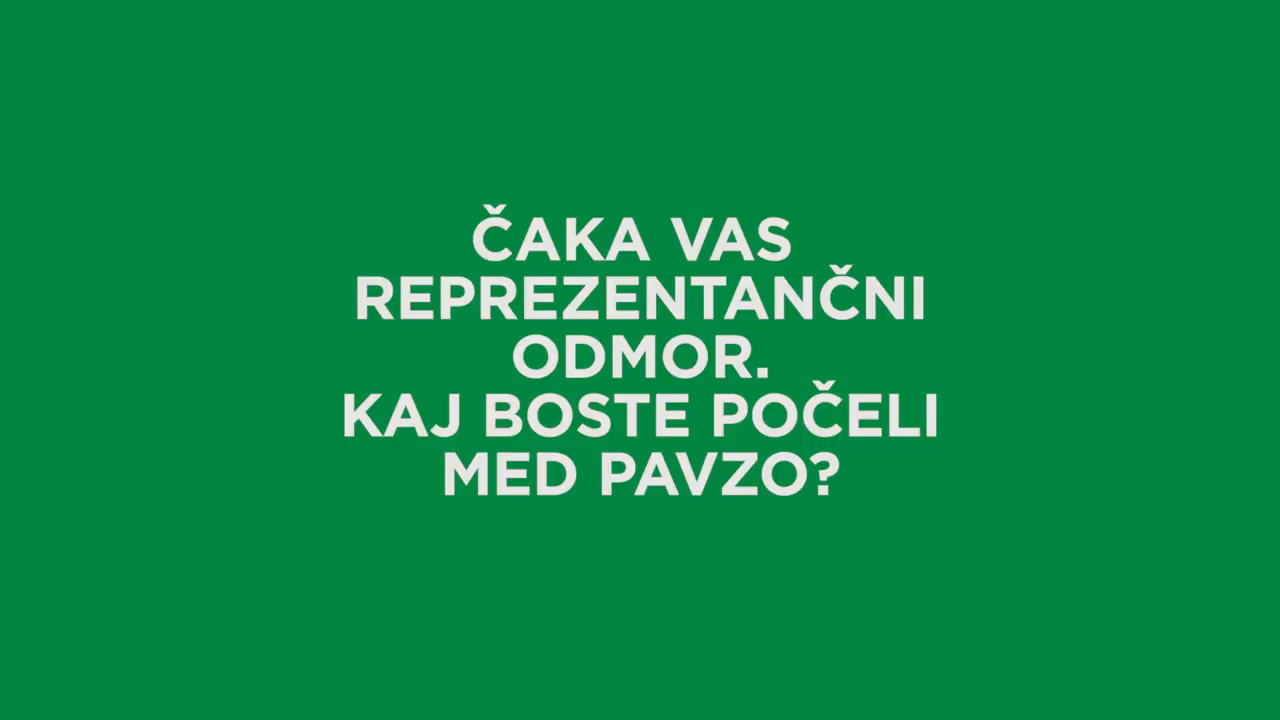 ČAKA VAS
REPREZENTANČNI
ODMOR.
KAJ BOSTE POČELI
MED PAVZO?